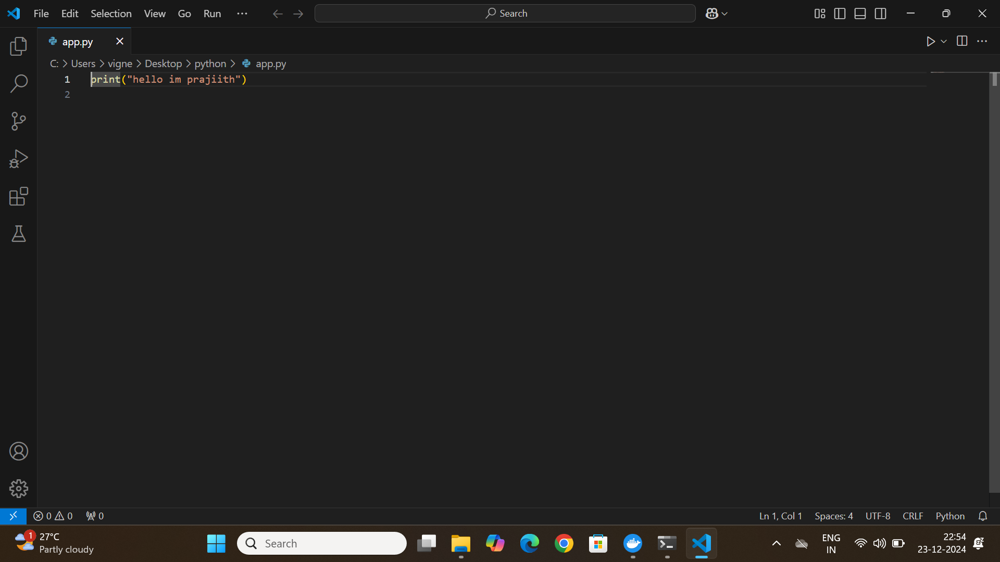 File Edit Selection View Go Run ··· Search
app.py
C: > Users > vigne > Desktop > python > app.py
1 print("hello im prajiith")
2
0 0 0 Ln 1, Col 1 Spaces: 4 UTF-8 CRLF Python
1 27°C
Partly cloudy
Search
ENG
IN
22:54
23-12-2024